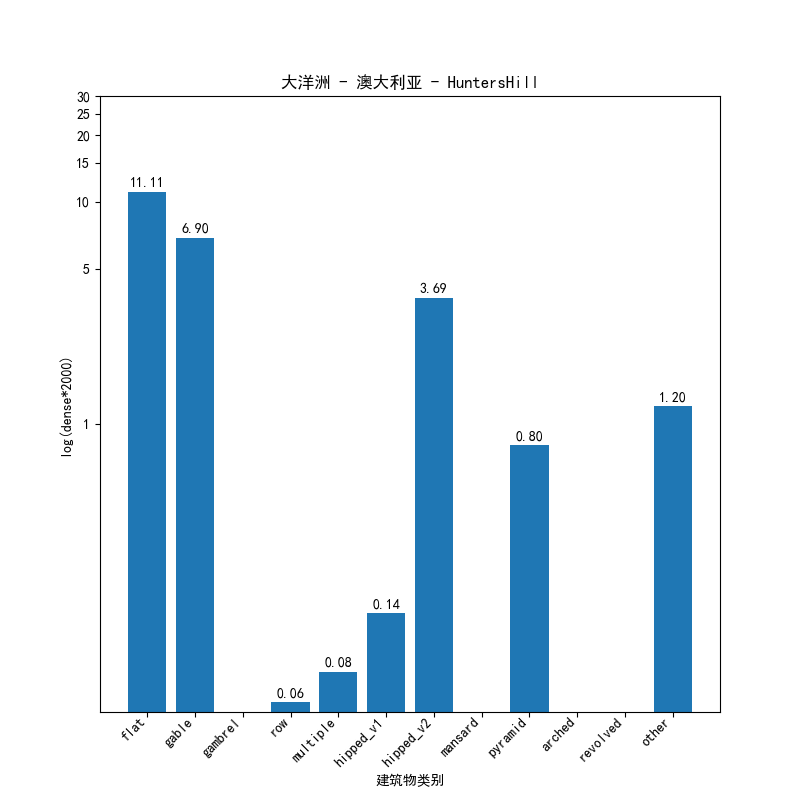 大洋洲 - 澳大利亚 - HuntersHill
30
25
20
15
10
5
1
log(dense*2000)
11.11
6.90
0.06
0.08
0.14
3.69
0.80
1.20
flat
gable
gambrel
row
multiple
hipped_v1
hipped_v2
mansard
pyramid
arched
revolved
other
建筑物类别